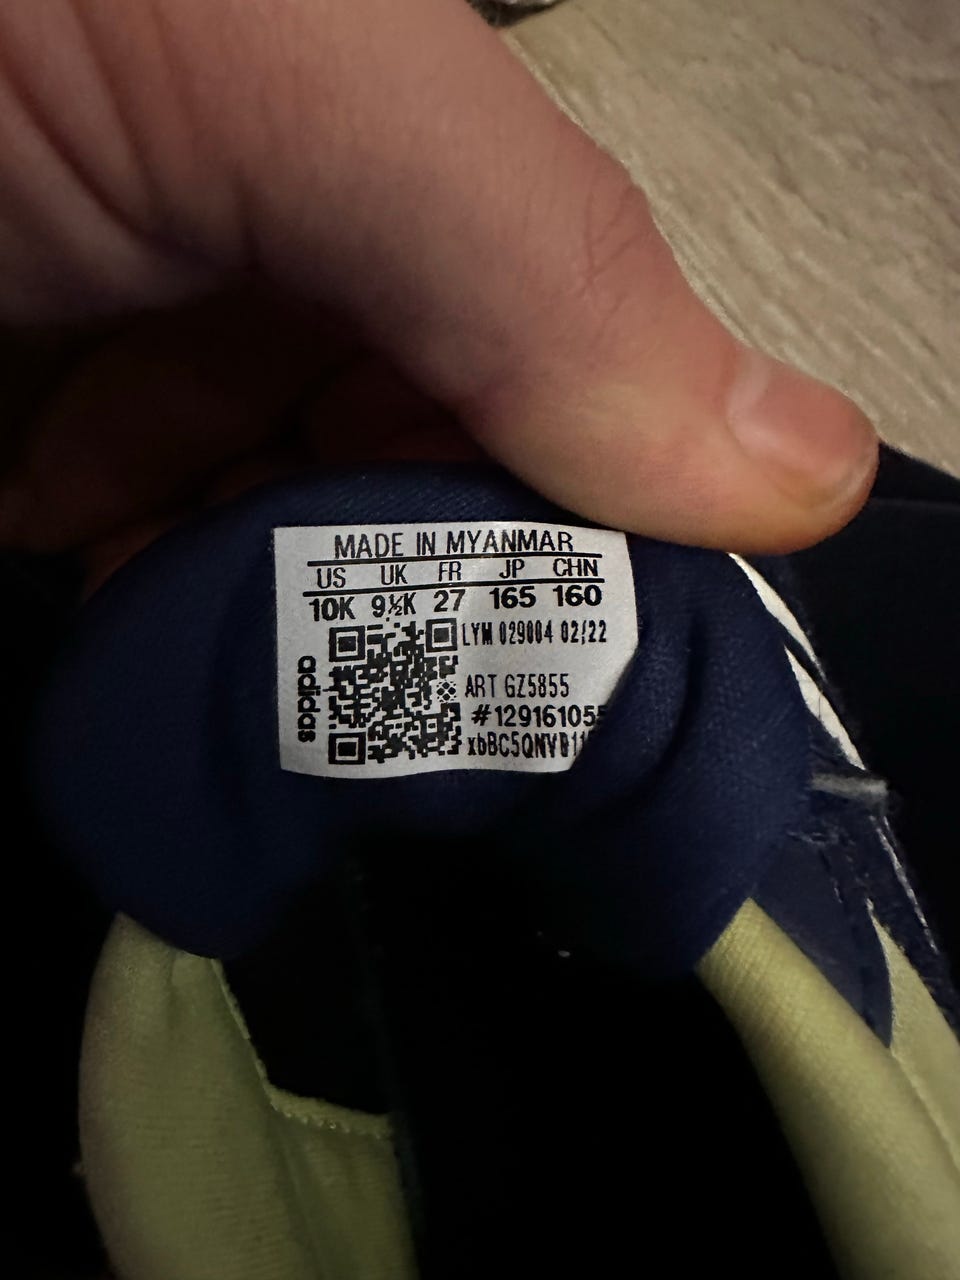 MADE IN MYANMAR
US UK FR JP CHN
10K 9½K 27 165 160
LYM 029004 02/22
ART GZ5855
#129161055
adidas